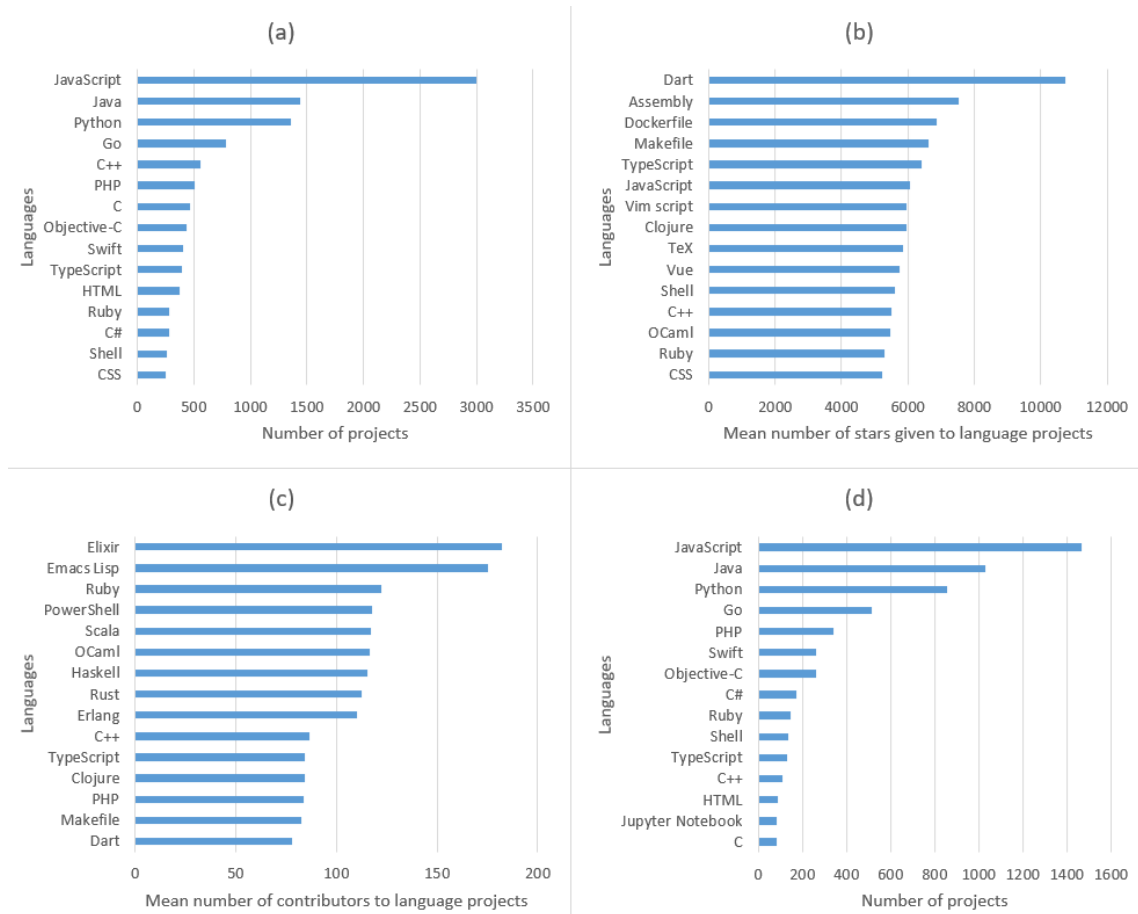 (a)
JavaScript
Java
Python
Go
C++
PHP
C
Objective-C
Swift
TypeScript
HTML
Ruby
C#
Shell
CSS
Languages
0 500 1000 1500 2000 2500 3000 3500
Number of projects
(b)
Dart
Assembly
Dockerfile
Makefile
TypeScript
JavaScript
Vim script
Clojure
TeX
Vue
Shell
C++
OCaml
Ruby
CSS
Languages
0 2000 4000 6000 8000 10000 12000
Mean number of stars given to language projects
(c)
Elixir
Emacs Lisp
Ruby
PowerShell
Scala
OCaml
Haskell
Rust
Erlang
C++
TypeScript
Clojure
PHP
Makefile
Dart
Languages
0 50 100 150 200
Mean number of contributors to language projects
(d)
JavaScript
Java
Python
Go
PHP
Swift
Objective-C
C#
Ruby
Shell
TypeScript
C++
HTML
Jupyter Notebook
C
Languages
0 200 400 600 800 1000 1200 1400 1600
Number of projects